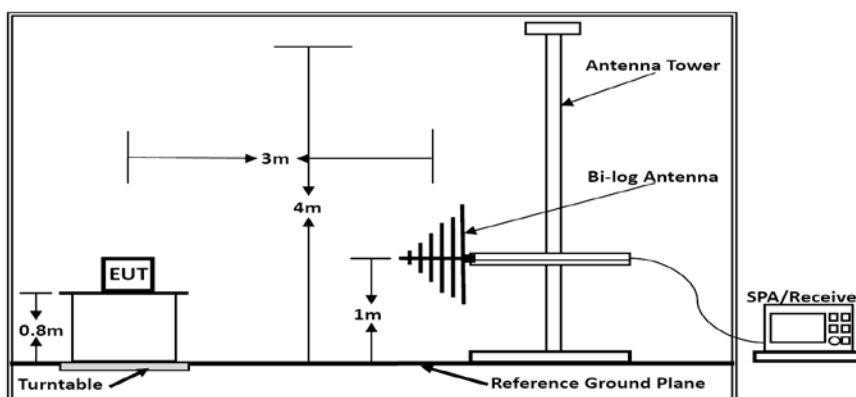 Antenna Tower
3m
Bi-log Antenna
4m
EUT
SPA/Receive
0.8m
1m
Turntable
Reference Ground Plane